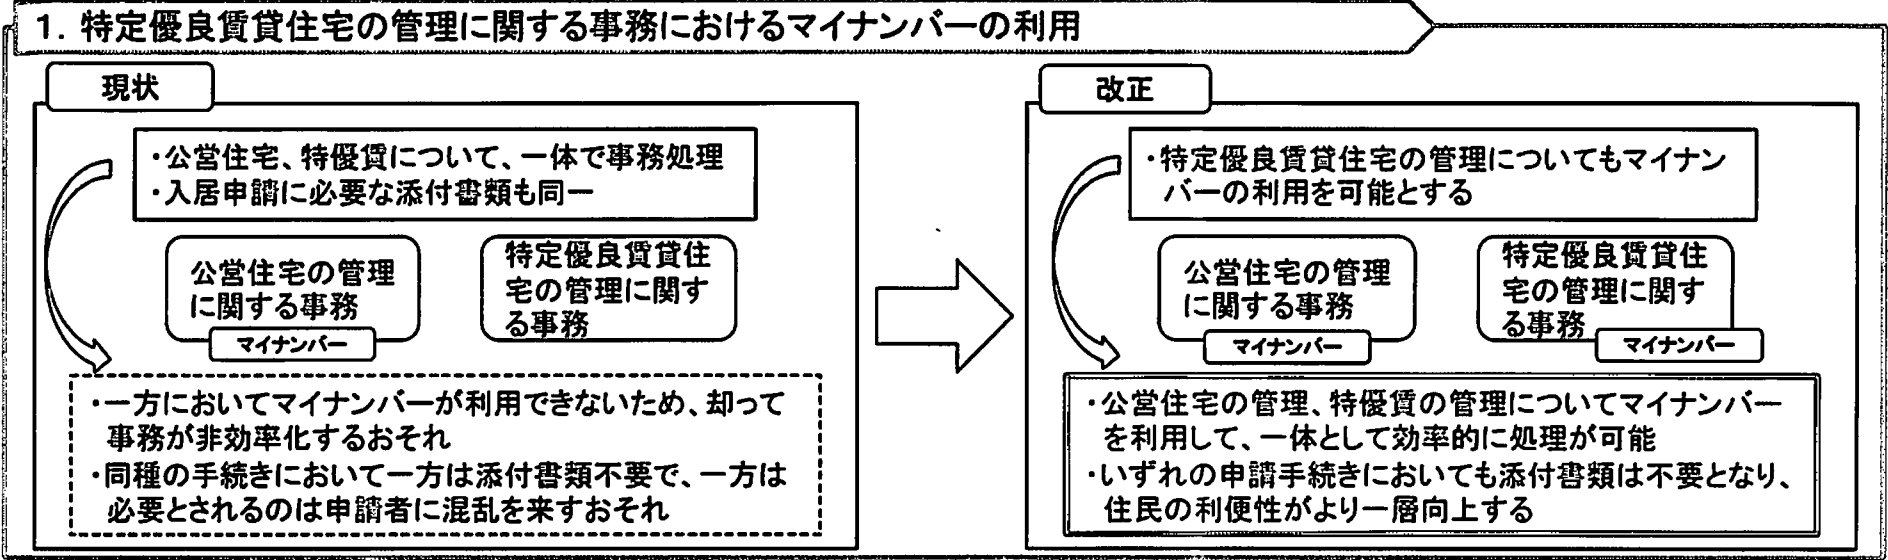 1. 特定優良賃貸住宅の管理に関する事務におけるマイナンバーの利用
現状
・公営住宅、特優賃について、一体で事務処理
・入居申請に必要な添付書類も同一
公営住宅の管理
に関する事務
マイナンバー
特定優良賃貸住
宅の管理に関す
る事務
・一方においてマイナンバーが利用できないため、却って
事務が非効率化するおそれ
・同種の手続きにおいて一方は添付書類不要で、一方は
必要とされるのは申請者に混乱を来すおそれ
改正
・特定優良賃貸住宅の管理についてもマイナン
バーの利用を可能とする
公営住宅の管理
に関する事務
マイナンバー
特定優良賃貸住
宅の管理に関す
る事務
マイナンバー
・公営住宅の管理、特優賃の管理についてマイナンバー
を利用して、一体として効率的に処理が可能
・いずれの申請手続きにおいても添付書類は不要となり、
住民の利便性がより一層向上する